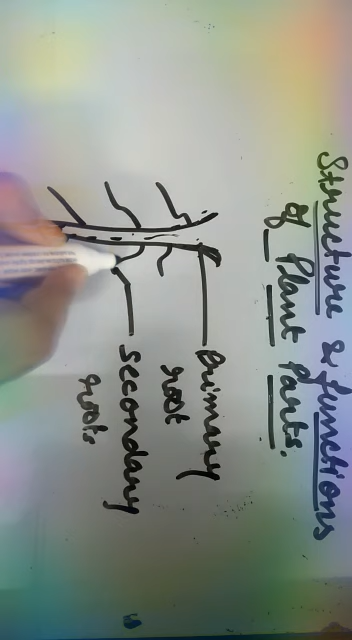 Structure & functions
of Plant Parts.
Primary
root
secondary
roots